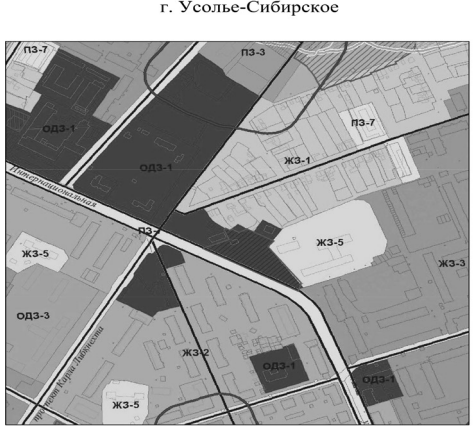 г. Усолье-Сибирское
ПЗ-7
ПЗ-3
ОДЗ-1
ПЗ-7
ОДЗ-1
ЖЗ-1
Интернациональная
ПЗ-
ЖЗ-5
ЖЗ-5
ЖЗ-3
ОДЗ-3
ЖЗ-2
проспект Карла Либкнехта
ОДЗ-1
ОДЗ-1
ЖЗ-5